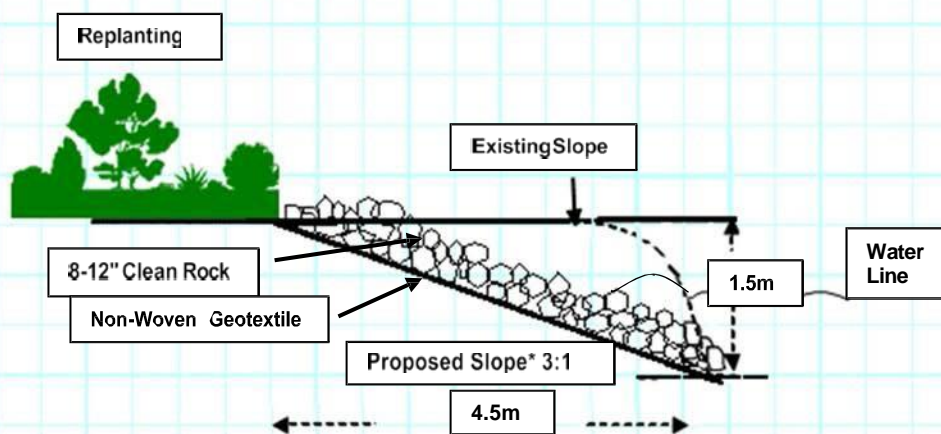 Replanting
ExistingSlope
8-12" Clean Rock
Non-Woven Geotextile
Water
Line
1.5m
Proposed Slope* 3:1
4.5m